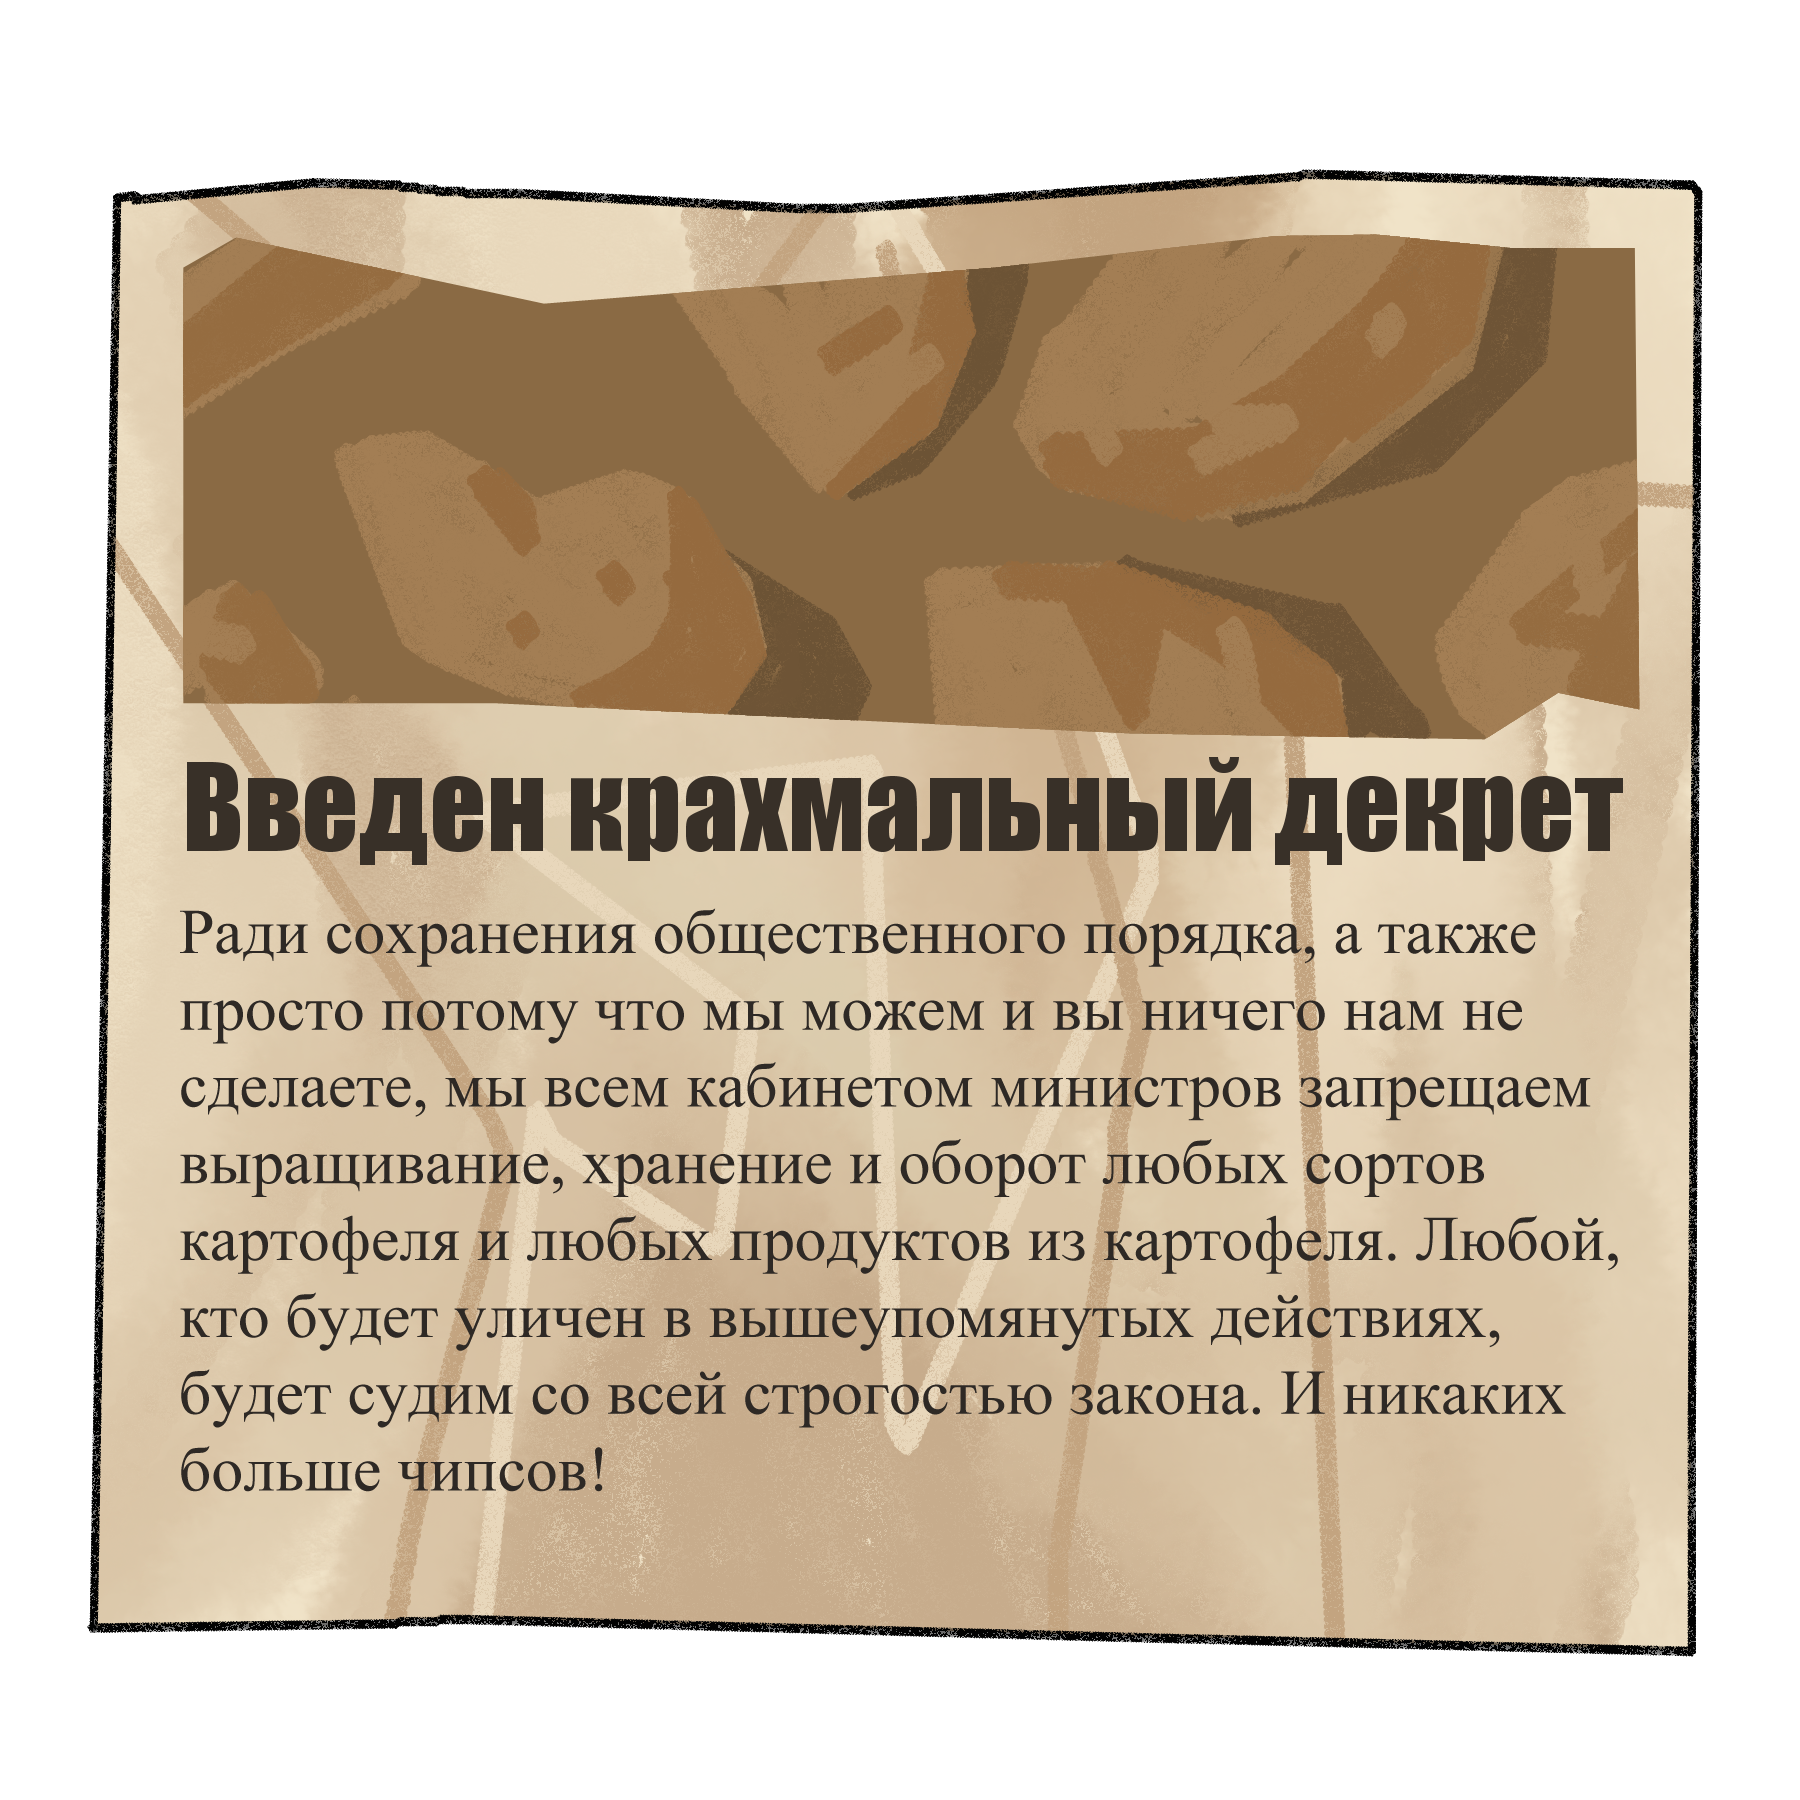 Введен крахмальный декрет
Ради сохранения общественного порядка, а также
просто потому что мы можем и вы ничего нам не
сделаете, мы всем кабинетом министров запрещаем
выращивание, хранение и оборот любых сортов
картофеля и любых продуктов из картофеля. Любой,
кто будет уличен в вышеупомянутых действиях,
будет судим со всей строгостью закона. И никаких
больше чипсов!